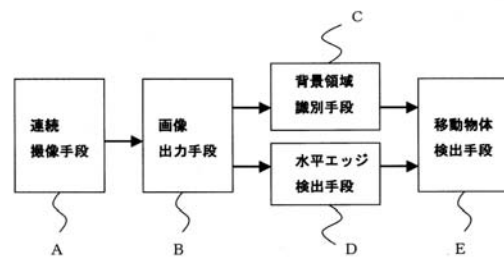 C
連続
撮像手段
画像
出力手段
背景領域
識別手段
水平エッジ
検出手段
移動物体
検出手段
A
B
D
E